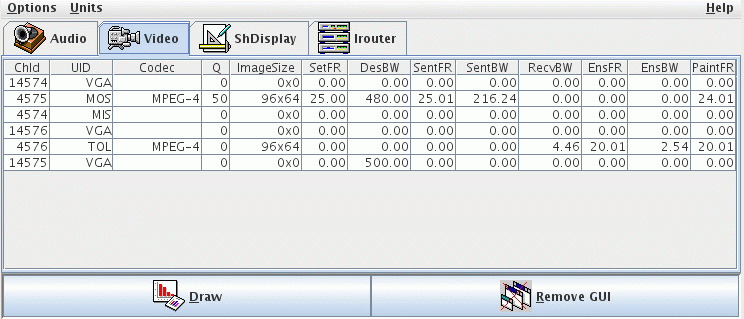 Options Units Help
Audio Video ShDisplay Irouter
ChId UID Codec Q ImageSize SetFR DesBW SentFR SentBW RecvBW EnsFR EnsBW PaintFR
14574 VGA 0 0x0 0.00 0.00 0.00 0.00 0.00 0.00 0.00 0.00
4575 MOS MPEG-4 50 96x64 25.00 480.00 25.01 216.24 0.00 0.00 0.00 24.01
4574 MIS 0 0x0 0.00 0.00 0.00 0.00 0.00 0.00 0.00 0.00
14576 VGA 0 0x0 0.00 0.00 0.00 0.00 0.00 0.00 0.00 0.00
4576 TOL MPEG-4 0 96x64 0.00 0.00 0.00 0.00 4.46 20.01 2.54 20.01
14575 VGA 0 0x0 0.00 500.00 0.00 0.00 0.00 0.00 0.00 0.00
Draw Remove GUI